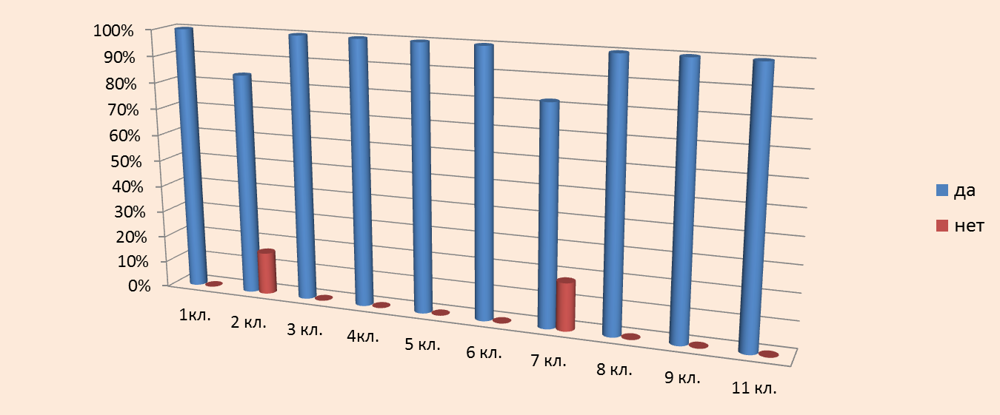 100%
90%
80%
70%
60%
50%
40%
30%
20%
10%
0%
1кл.
2 кл.
3 кл.
4кл.
5 кл.
6 кл.
7 кл.
8 кл.
9 кл.
11 кл.
да
нет